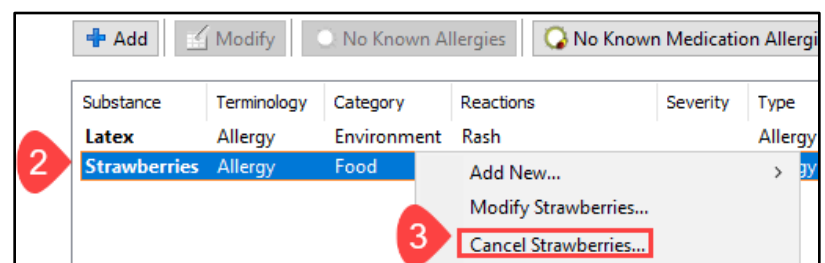 Add Modify No Known Allergies No Known Medication Allergi
Substance Terminology Category Reactions Severity Type
Latex Allergy Environment Rash Allergy
2 Strawberries Allergy Food gy
Add New... >
Modify Strawberries...
3 Cancel Strawberries...